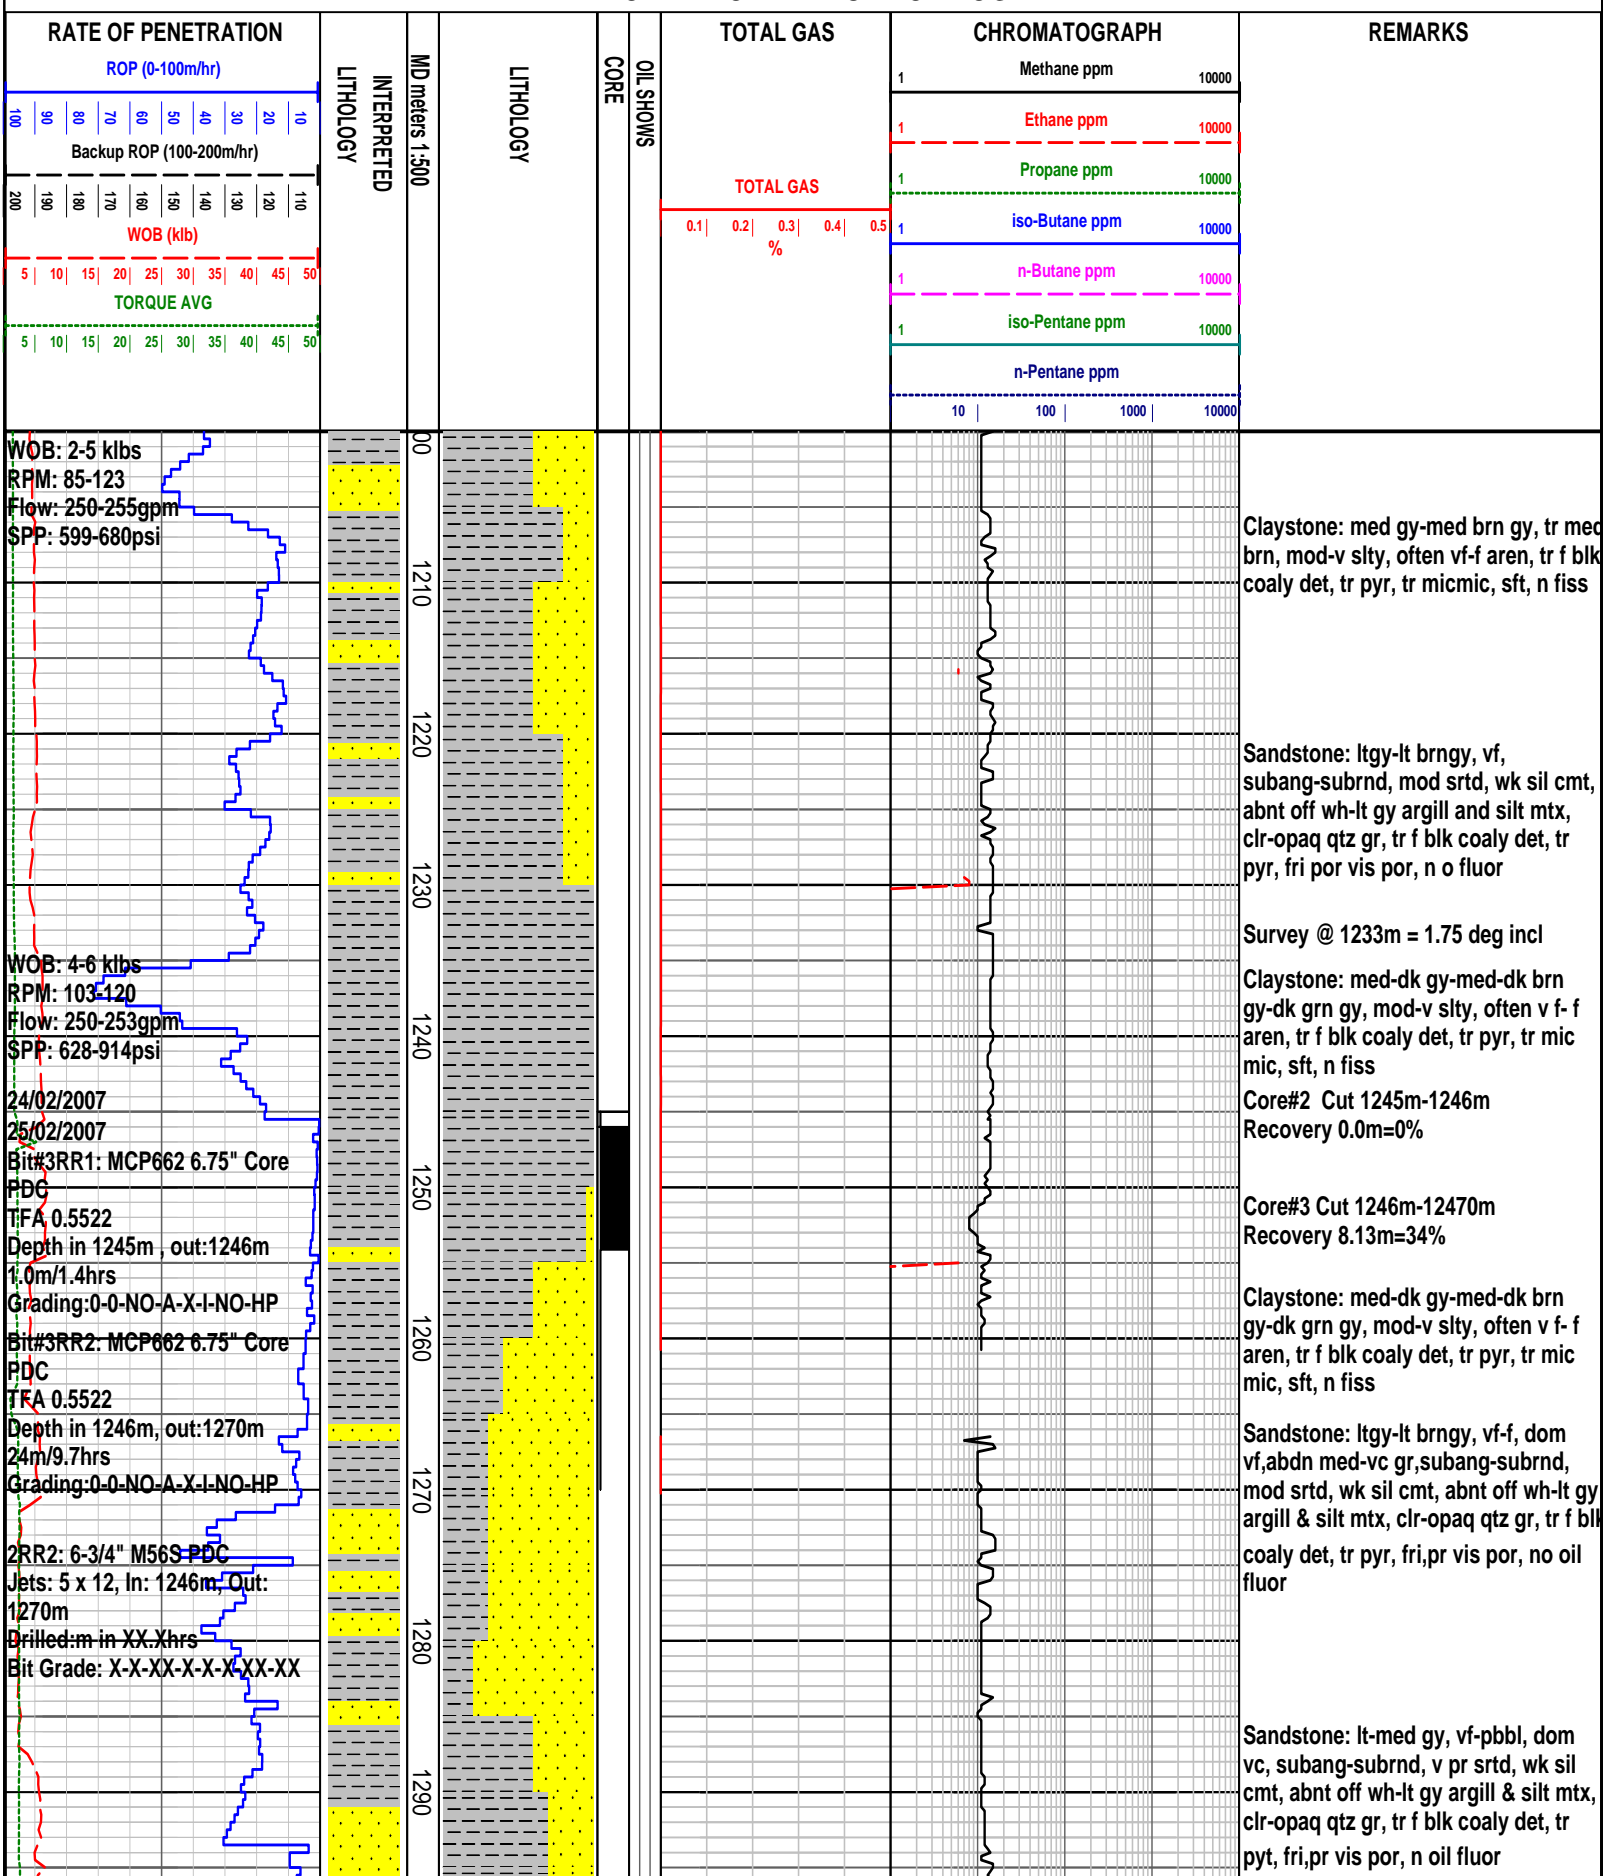 RATE OF PENETRATION
ROP (0-100m/hr)
100 90 80 70 60 50 40 30 20 10
Backup ROP (100-200m/hr)
200 190 180 170 160 150 140 130 120 110
WOB (klb)
5 10 15 20 25 30 35 40 45 50
TORQUE AVG
5 10 15 20 25 30 35 40 45 50
INTERPRETED
LITHOLOGY
MD meters 1:500
LITHOLOGY
CORE
OIL SHOWS
TOTAL GAS
TOTAL GAS
0.1 0.2 0.3 0.4 0.5
%
CHROMATOGRAPH
1 Methane ppm 10000
1 Ethane ppm 10000
1 Propane ppm 10000
1 iso-Butane ppm 10000
1 n-Butane ppm 10000
1 iso-Pentane ppm 10000
n-Pentane ppm
10 100 1000 10000
REMARKS
WOB: 2-5 klbs
RPM: 85-123
Flow: 250-255gpm
SPP: 599-680psi
WOB: 4-6 klbs
RPM: 103-120
Flow: 250-253gpm
SPP: 628-914psi
24/02/2007
25/02/2007
Bit#3RR1: MCP662 6.75" Core
PDC
TFA 0.5522
Depth in 1245m , out:1246m
1.0m/1.4hrs
Grading:0-0-NO-A-X-I-NO-HP
Bit#3RR2: MCP662 6.75" Core
PDC
TFA 0.5522
Depth in 1246m, out:1270m
24m/9.7hrs
Grading:0-0-NO-A-X-I-NO-HP
2RR2: 6-3/4" M56S PDC
Jets: 5 x 12, In: 1246m, Out:
1270m
Drilled:m in XX.Xhrs
Bit Grade: X-X-XX-X-X-X-XX-XX
00
1210
1220
1230
1240
1250
1260
1270
1280
1290
Claystone: med gy-med brn gy, tr med
brn, mod-v slty, often vf-f aren, tr f blk
coaly det, tr pyr, tr micmic, sft, n fiss
Sandstone: ltgy-lt brngy, vf,
subang-subrnd, mod srtd, wk sil cmt,
abnt off wh-lt gy argill and silt mtx,
clr-opaq qtz gr, tr f blk coaly det, tr
pyr, fri por vis por, n o fluor
Survey @ 1233m = 1.75 deg incl
Claystone: med-dk gy-med-dk brn
gy-dk grn gy, mod-v slty, often v f- f
aren, tr f blk coaly det, tr pyr, tr mic
mic, sft, n fiss
Core#2 Cut 1245m-1246m
Recovery 0.0m=0%
Core#3 Cut 1246m-12470m
Recovery 8.13m=34%
Claystone: med-dk gy-med-dk brn
gy-dk grn gy, mod-v slty, often v f- f
aren, tr f blk coaly det, tr pyr, tr mic
mic, sft, n fiss
Sandstone: ltgy-lt brngy, vf-f, dom
vf,abdn med-vc gr,subang-subrnd,
mod srtd, wk sil cmt, abnt off wh-lt gy
argill & silt mtx, clr-opaq qtz gr, tr f blk
coaly det, tr pyr, fri,pr vis por, no oil
fluor
Sandstone: lt-med gy, vf-pbbl, dom
vc, subang-subrnd, v pr srtd, wk sil
cmt, abnt off wh-lt gy argill & silt mtx,
clr-opaq qtz gr, tr f blk coaly det, tr
pyt, fri,pr vis por, n oil fluor